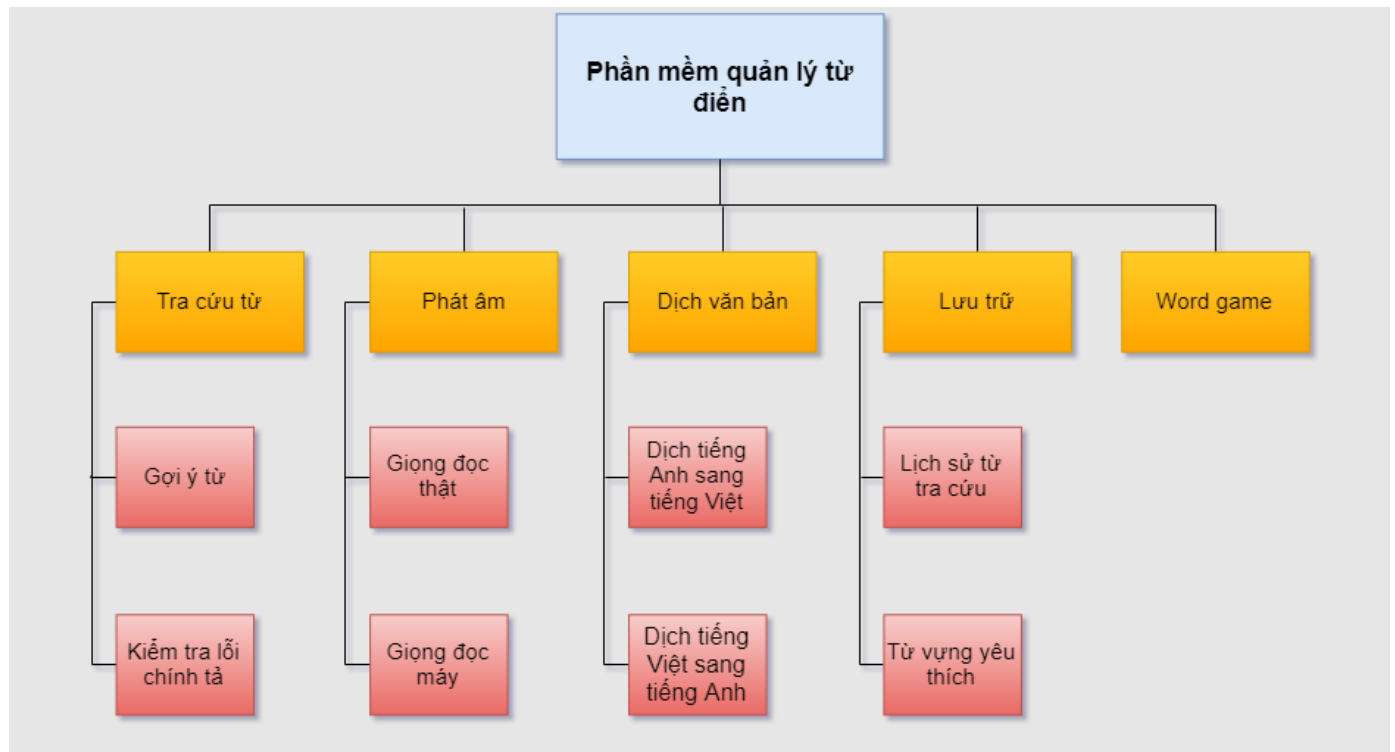 Phần mềm quản lý từ
điển
Tra cứu từ
Phát âm
Dịch văn bản
Lưu trữ
Word game
Gợi ý từ
Giọng đọc
thật
Dịch tiếng
Anh sang
tiếng Việt
Lịch sử từ
tra cứu
Kiểm tra lỗi
chính tả
Giọng đọc
máy
Dịch tiếng
Việt sang
tiếng Anh
Từ vựng yêu
thích